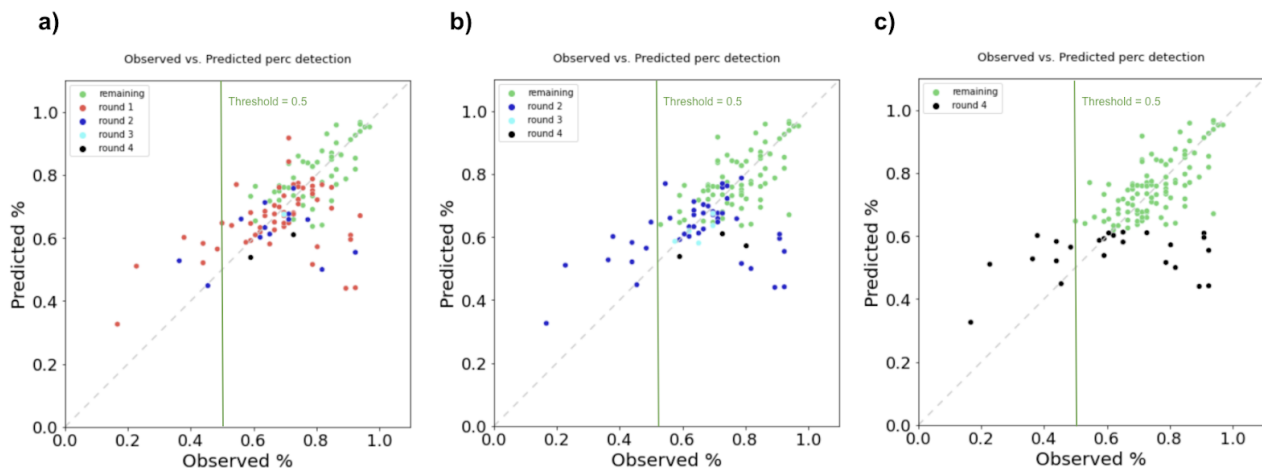 a)
Observed vs. Predicted perc detection
remaining
round 1
round 2
round 3
round 4
Threshold = 0.5
1.0
0.8
0.6
0.4
0.2
0.0
Predicted %
0.0 0.2 0.4 0.6 0.8 1.0
Observed %
b)
Observed vs. Predicted perc detection
remaining
round 2
round 3
round 4
Threshold = 0.5
1.0
0.8
0.6
0.4
0.2
0.0
Predicted %
0.0 0.2 0.4 0.6 0.8 1.0
Observed %
c)
Observed vs. Predicted perc detection
remaining
round 4
Threshold = 0.5
1.0
0.8
0.6
0.4
0.2
0.0
Predicted %
0.0 0.2 0.4 0.6 0.8 1.0
Observed %